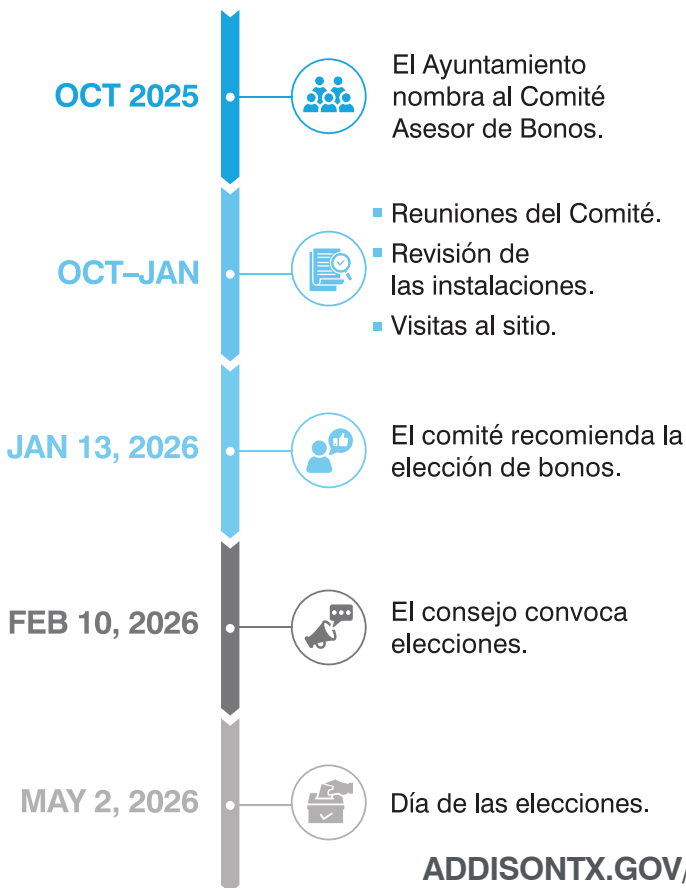 OCT 2025
El Ayuntamiento
nombra al Comité
Asesor de Bonos.
OCT–JAN
Reuniones del Comité.
Revisión de
las instalaciones.
Visitas al sitio.
JAN 13, 2026
El comité recomienda la
elección de bonos.
FEB 10, 2026
El consejo convoca
elecciones.
MAY 2, 2026
Día de las elecciones.
ADDISONTX.GOV/